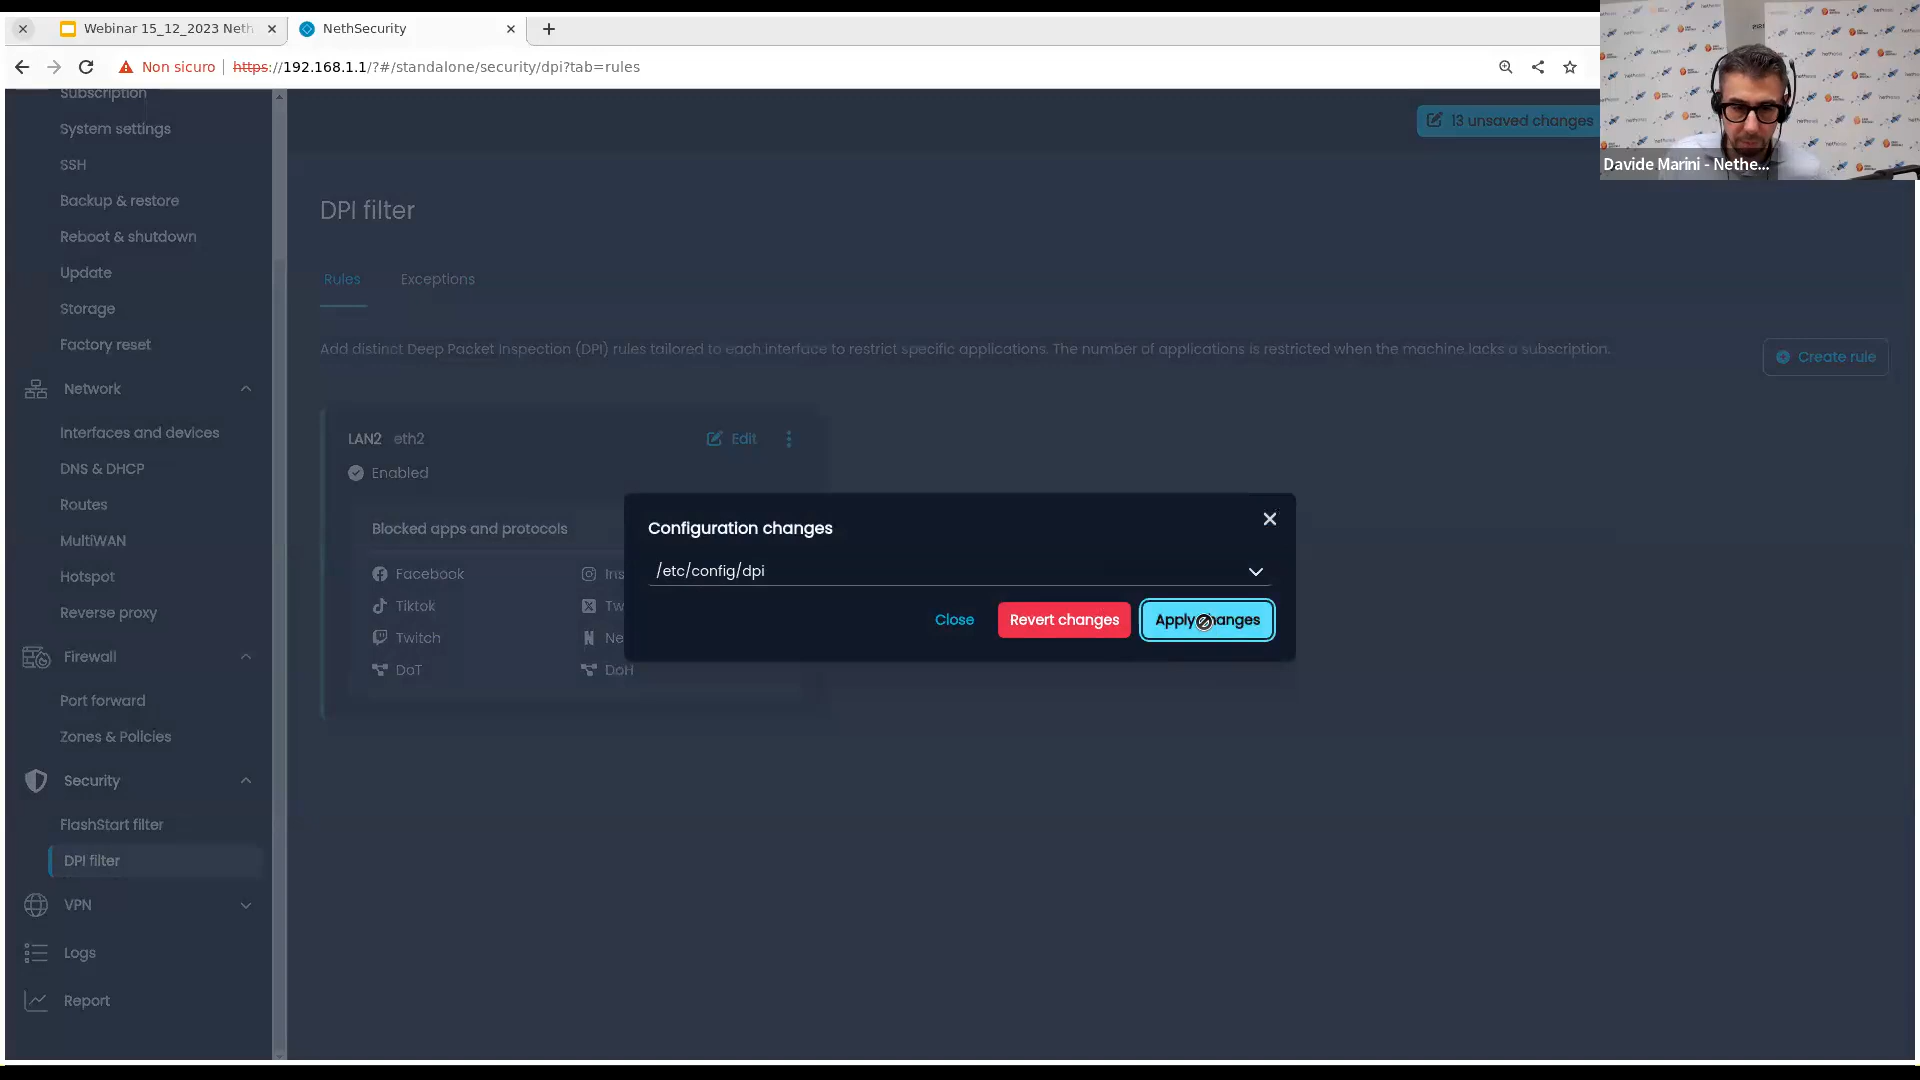 Webinar 15_12_2023 Neth
NethSecurity
Non sicuro
https://192.168.1.1/?#/standalone/security/dpi?tab=rules
Davide Marini - Nethe...
Subscription
System settings
SSH
Backup & restore
Reboot & shutdown
Update
Storage
Factory reset
Network
Interfaces and devices
DNS & DHCP
Routes
MultiWAN
Hotspot
Reverse proxy
Firewall
Port forward
Zones & Policies
Security
FlashStart filter
DPI filter
VPN
Logs
Report
13 unsaved changes
DPI filter
Rules
Exceptions
Add distinct Deep Packet Inspection (DPI) rules tailored to each interface to restrict specific applications. The number of applications is restricted when the machine lacks a subscription.
Create rule
LAN2 eth2
Edit
Enabled
Blocked apps and protocols
Facebook
Tiktok
Tw
Twitch
Ne
DoT
DoH
Configuration changes
/etc/config/dpi
Close
Revert changes
Apply changes